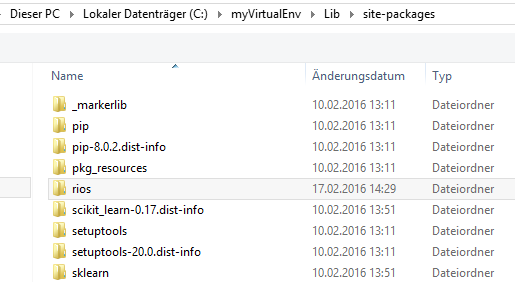 Dieser PC › Lokaler Datenträger (C:) › myVirtualEnv › Lib › site-packages
Name Änderungsdatum Typ
_markerlib 10.02.2016 13:11 Dateiordner
pip 10.02.2016 13:11 Dateiordner
pip-8.0.2.dist-info 10.02.2016 13:11 Dateiordner
pkg_resources 10.02.2016 13:11 Dateiordner
rios 17.02.2016 14:29 Dateiordner
scikit_learn-0.17.dist-info 10.02.2016 13:51 Dateiordner
setuptools 10.02.2016 13:11 Dateiordner
setuptools-20.0.dist-info 10.02.2016 13:11 Dateiordner
sklearn 10.02.2016 13:51 Dateiordner